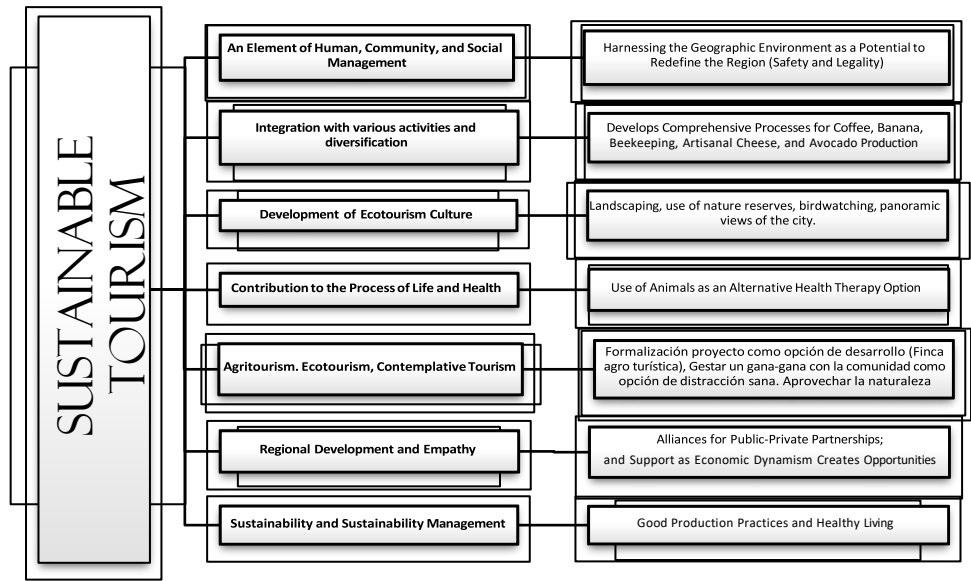 SUSTAINABLE
TOURISM
An Element of Human, Community, and Social
Management
Harnessing the Geographic Environment as a Potential to
Redefine the Region (Safety and Legality)
Integration with various activities and
diversification
Develops Comprehensive Processes for Coffee, Banana,
Beekeeping, Artisanal Cheese, and Avocado Production
Development of Ecotourism Culture
Landscaping, use of nature reserves, birdwatching, panoramic
views of the city.
Contribution to the Process of Life and Health
Use of Animals as an Alternative Health Therapy Option
Agritourism. Ecotourism, Contemplative Tourism
Formalización proyecto como opción de desarrollo (Finca
agro turística), Gestar un gana-gana con la comunidad como
opción de distracción sana. Aprovechar la naturaleza
Regional Development and Empathy
Alliances for Public-Private Partnerships;
and Support as Economic Dynamism Creates Opportunities
Sustainability and Sustainability Management
Good Production Practices and Healthy Living